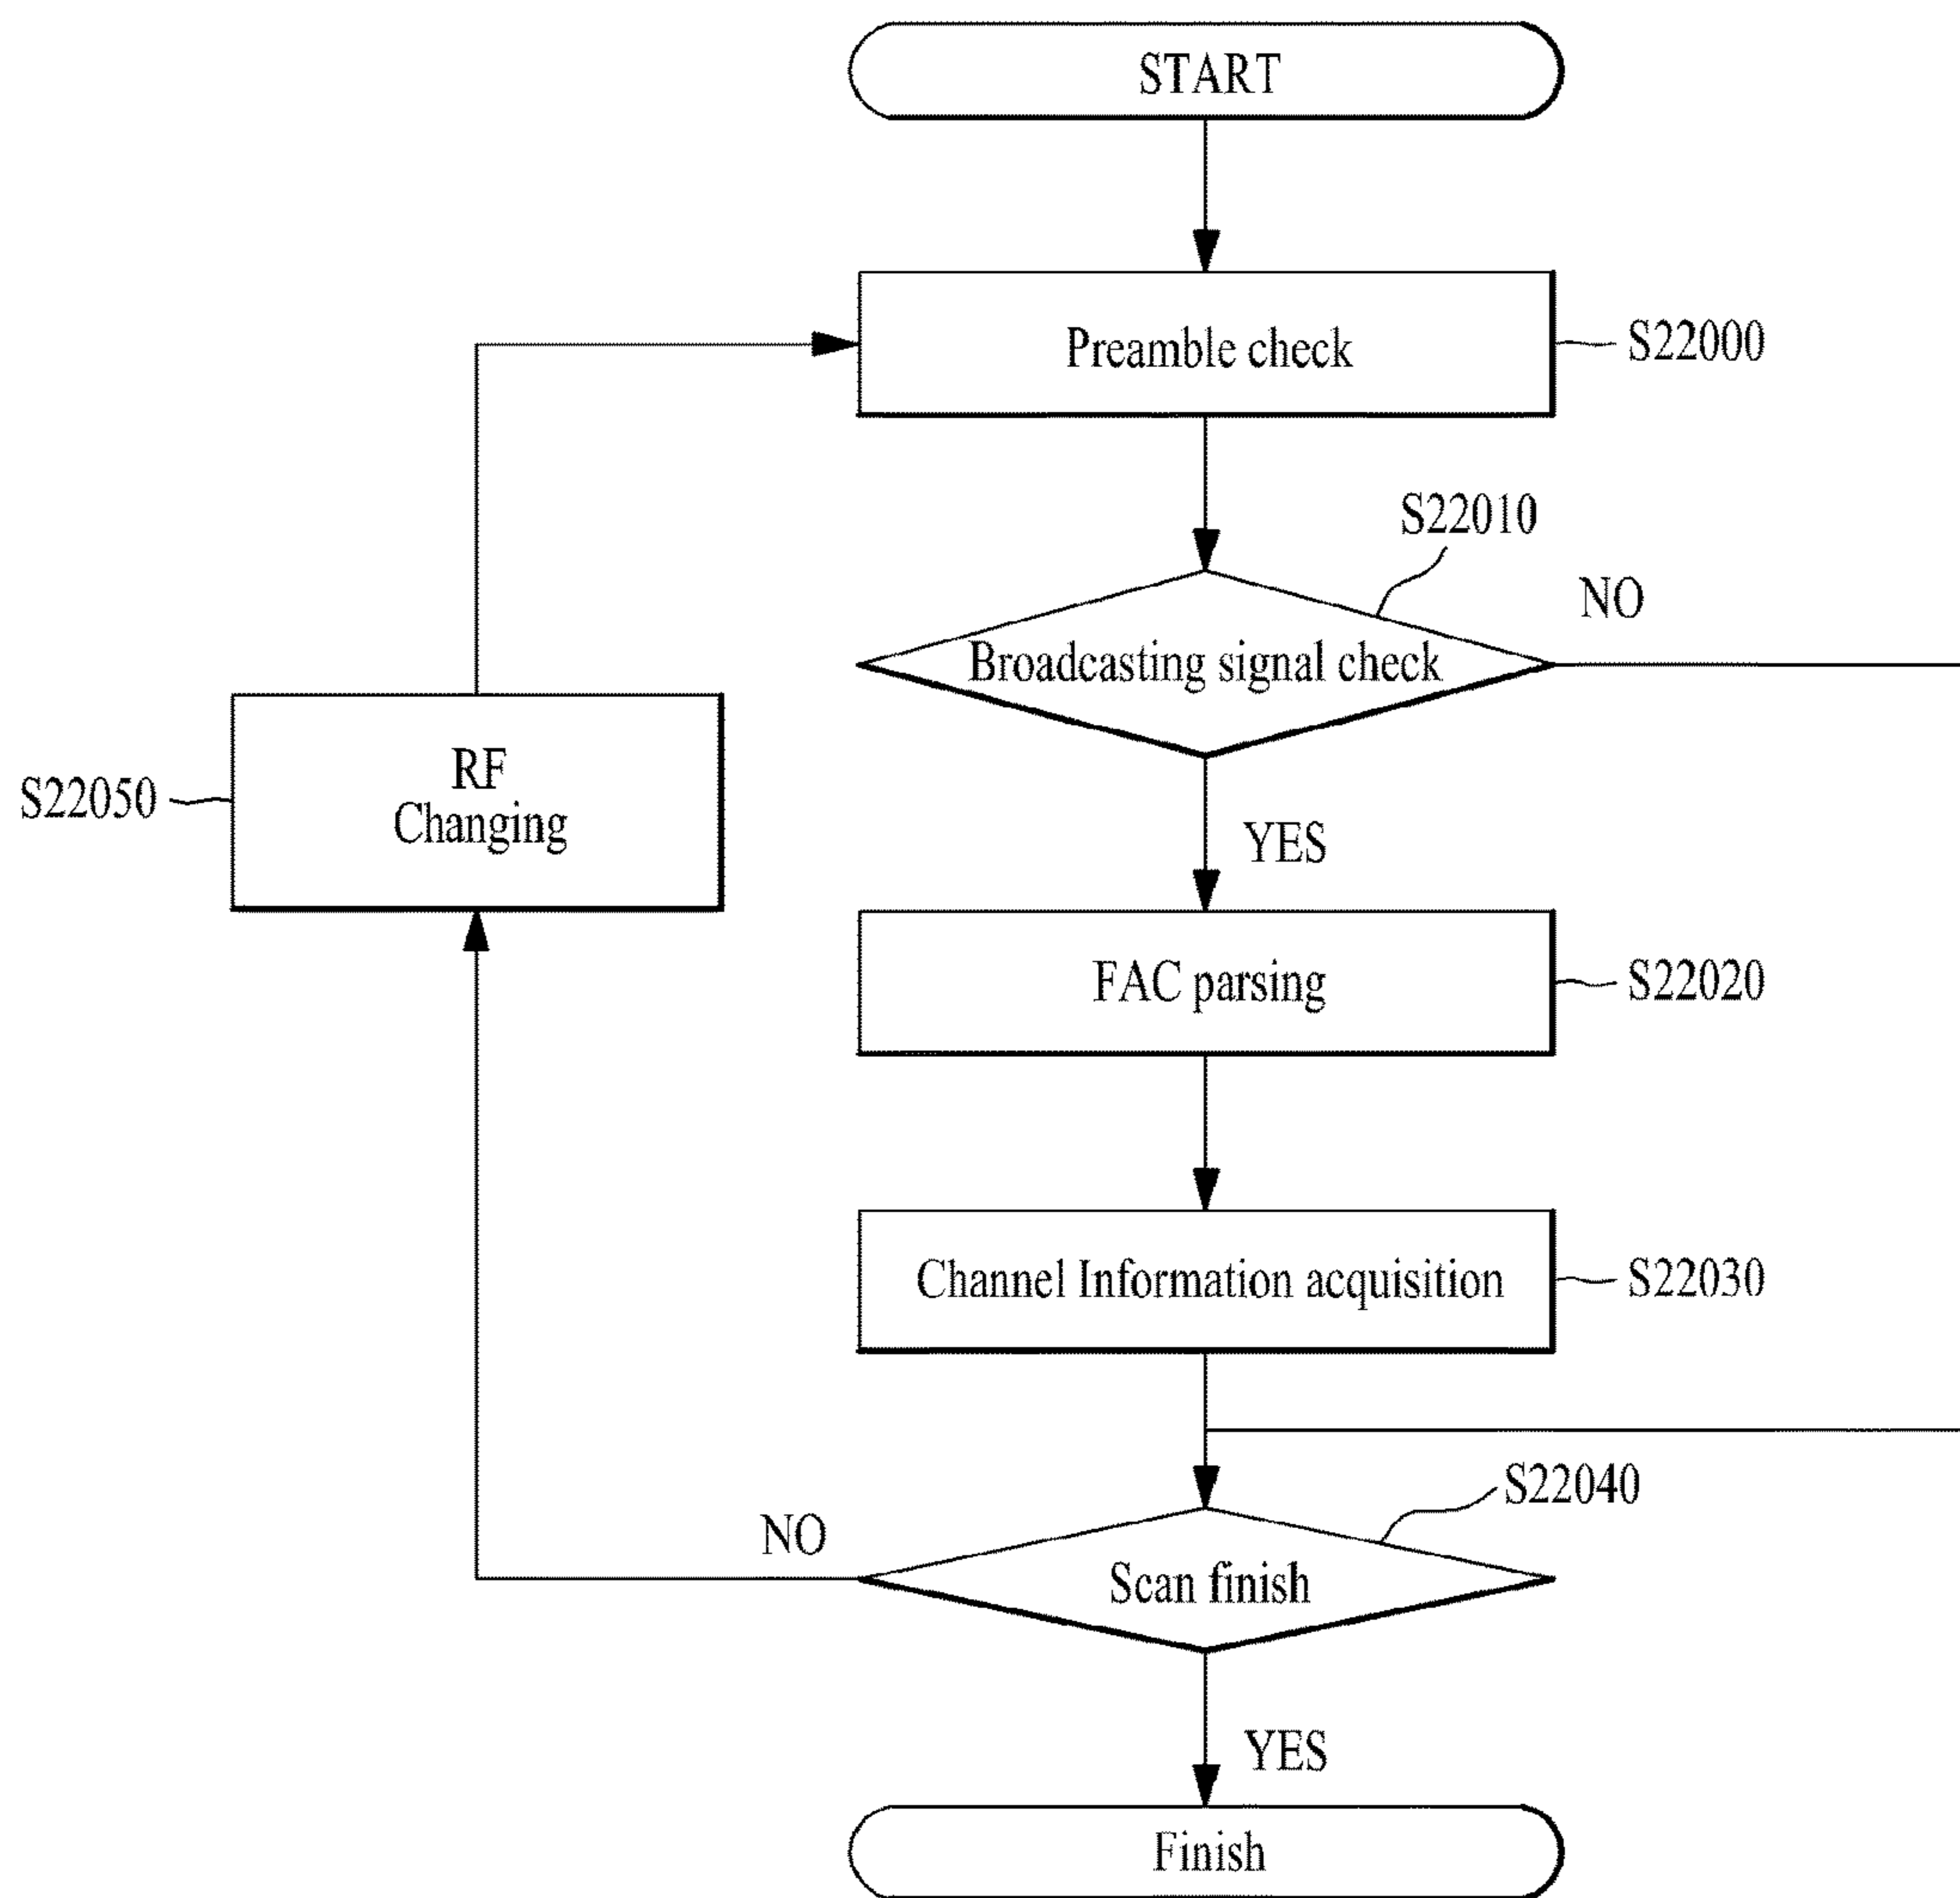 START
Preamble check
S22000
S22010
NO
Broadcasting signal check
RF
Changing
S22050
YES
FAC parsing
S22020
Channel Information acquisition
S22030
S22040
NO
Scan finish
YES
Finish